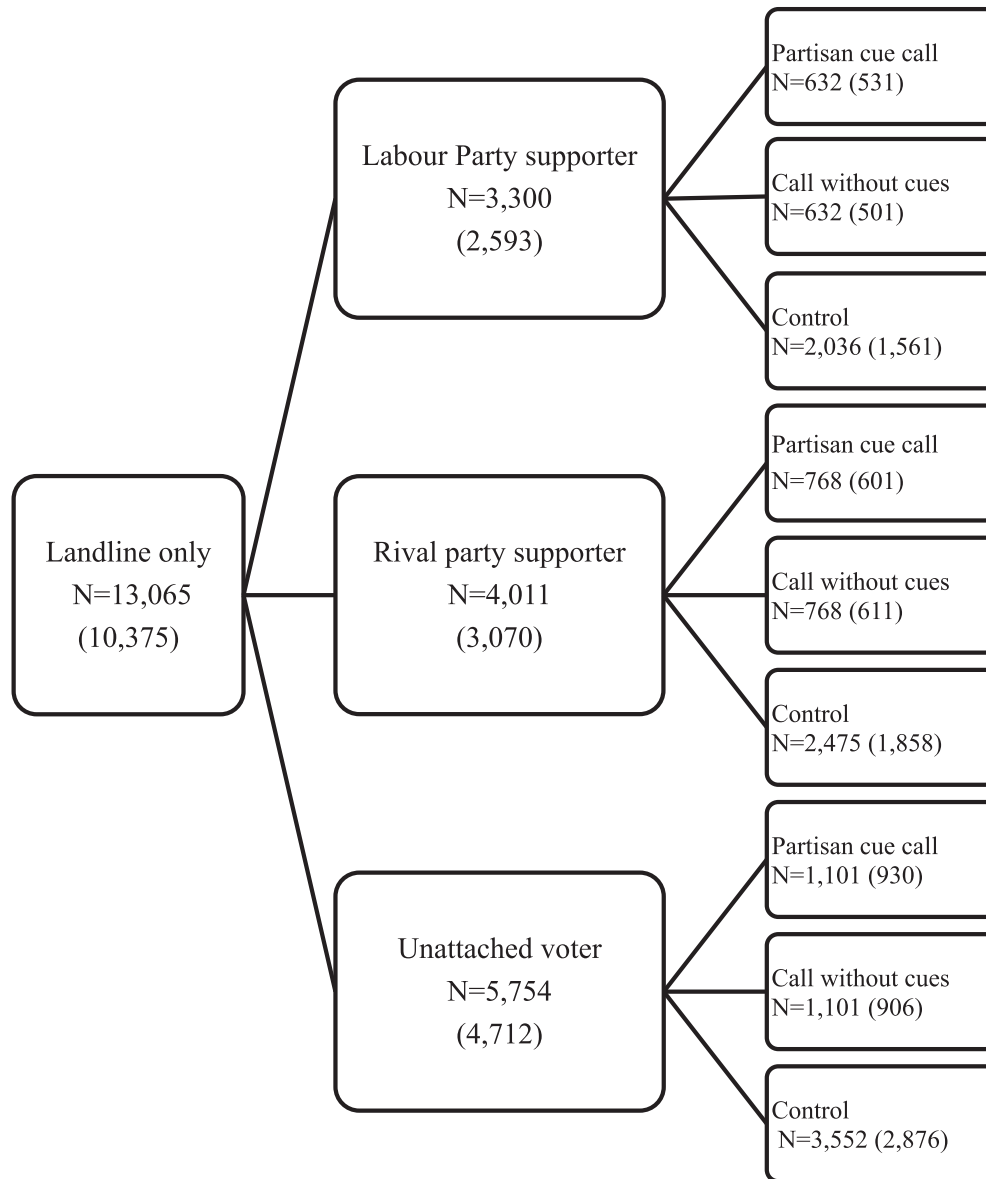 Landline only
N=13,065
(10,375)
Labour Party supporter
N=3,300
(2,593)
Partisan cue call
N=632 (531)
Call without cues
N=632 (501)
Control
N=2,036 (1,561)
Rival party supporter
N=4,011
(3,070)
Partisan cue call
N=768 (601)
Call without cues
N=768 (611)
Control
N=2,475 (1,858)
Unattached voter
N=5,754
(4,712)
Partisan cue call
N=1,101 (930)
Call without cues
N=1,101 (906)
Control
N=3,552 (2,876)